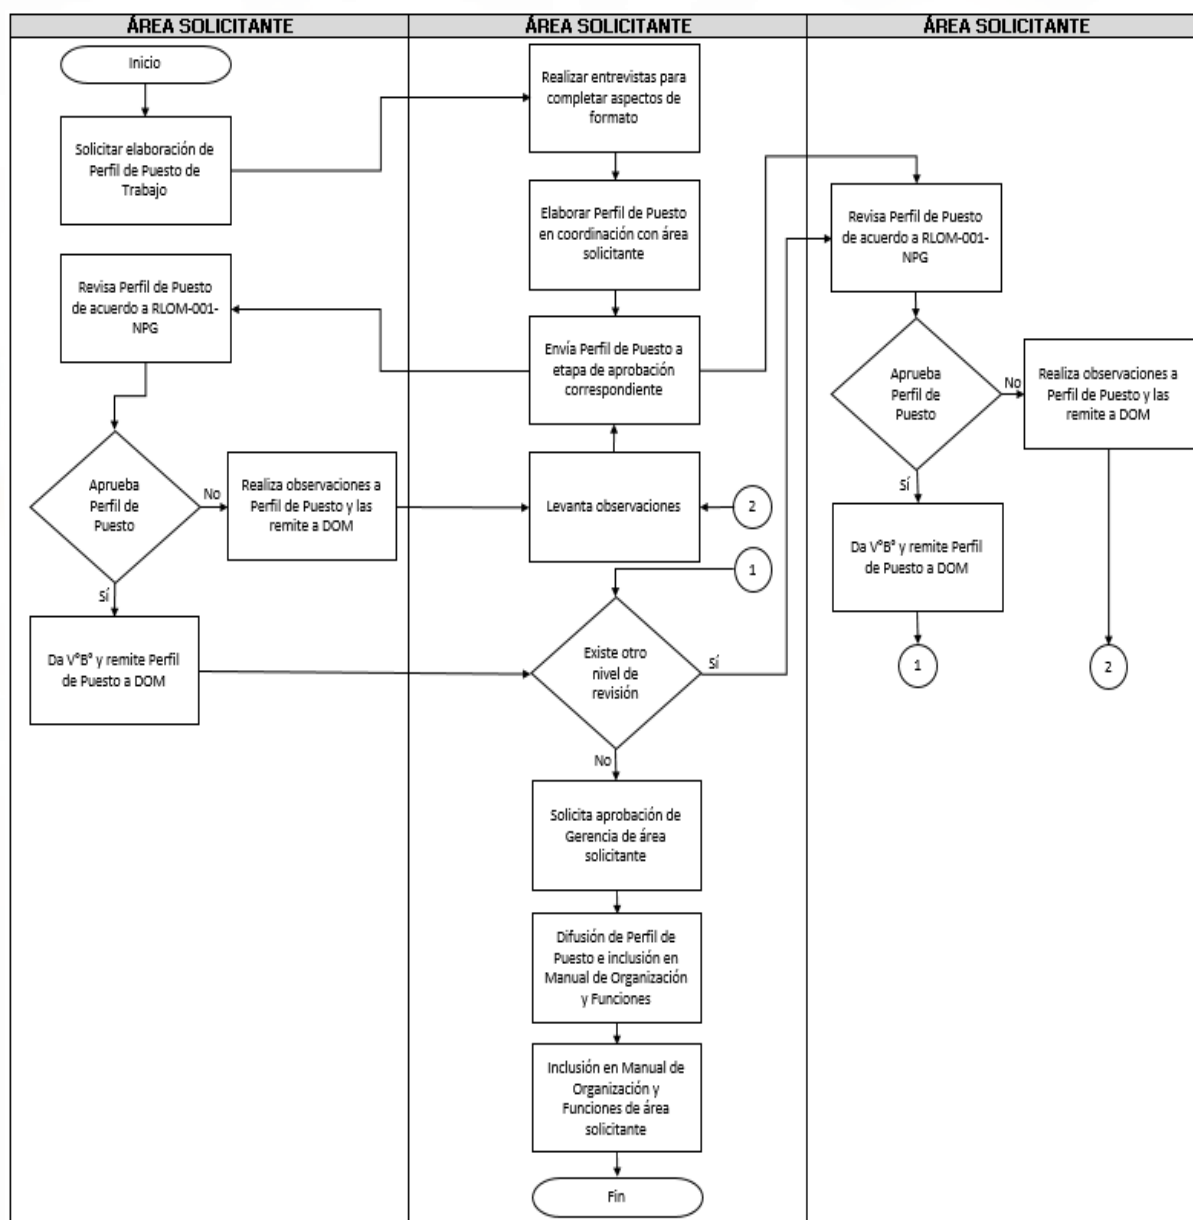 ÁREA SOLICITANTE
ÁREA SOLICITANTE
ÁREA SOLICITANTE
Inicio
Solicitar elaboración de
Perfil de Puesto de
Trabajo
Revisa Perfil de Puesto
de acuerdo a RLOM-001-
NPG
Aprueba
Perfil de
Puesto
No
Realiza observaciones a
Perfil de Puesto y las
remite a DOM
Sí
Da V°B° y remite Perfil
de Puesto a DOM
Realizar entrevistas para
completar aspectos de
formato
Elaborar Perfil de Puesto
en coordinación con área
solicitante
Envía Perfil de Puesto a
etapa de aprobación
correspondiente
Levanta observaciones
2
1
Existe otro
nivel de
revisión
Sí
No
Solicita aprobación de
Gerencia de área
solicitante
Difusión de Perfil de
Puesto e inclusión en
Manual de Organización
y Funciones
Inclusión en Manual de
Organización y
Funciones de área
solicitante
Fin
Revisa Perfil de Puesto
de acuerdo a RLOM-001-
NPG
Aprueba
Perfil de
Puesto
No
Realiza observaciones a
Perfil de Puesto y las
remite a DOM
Sí
Da V°B° y remite Perfil
de Puesto a DOM
1
2